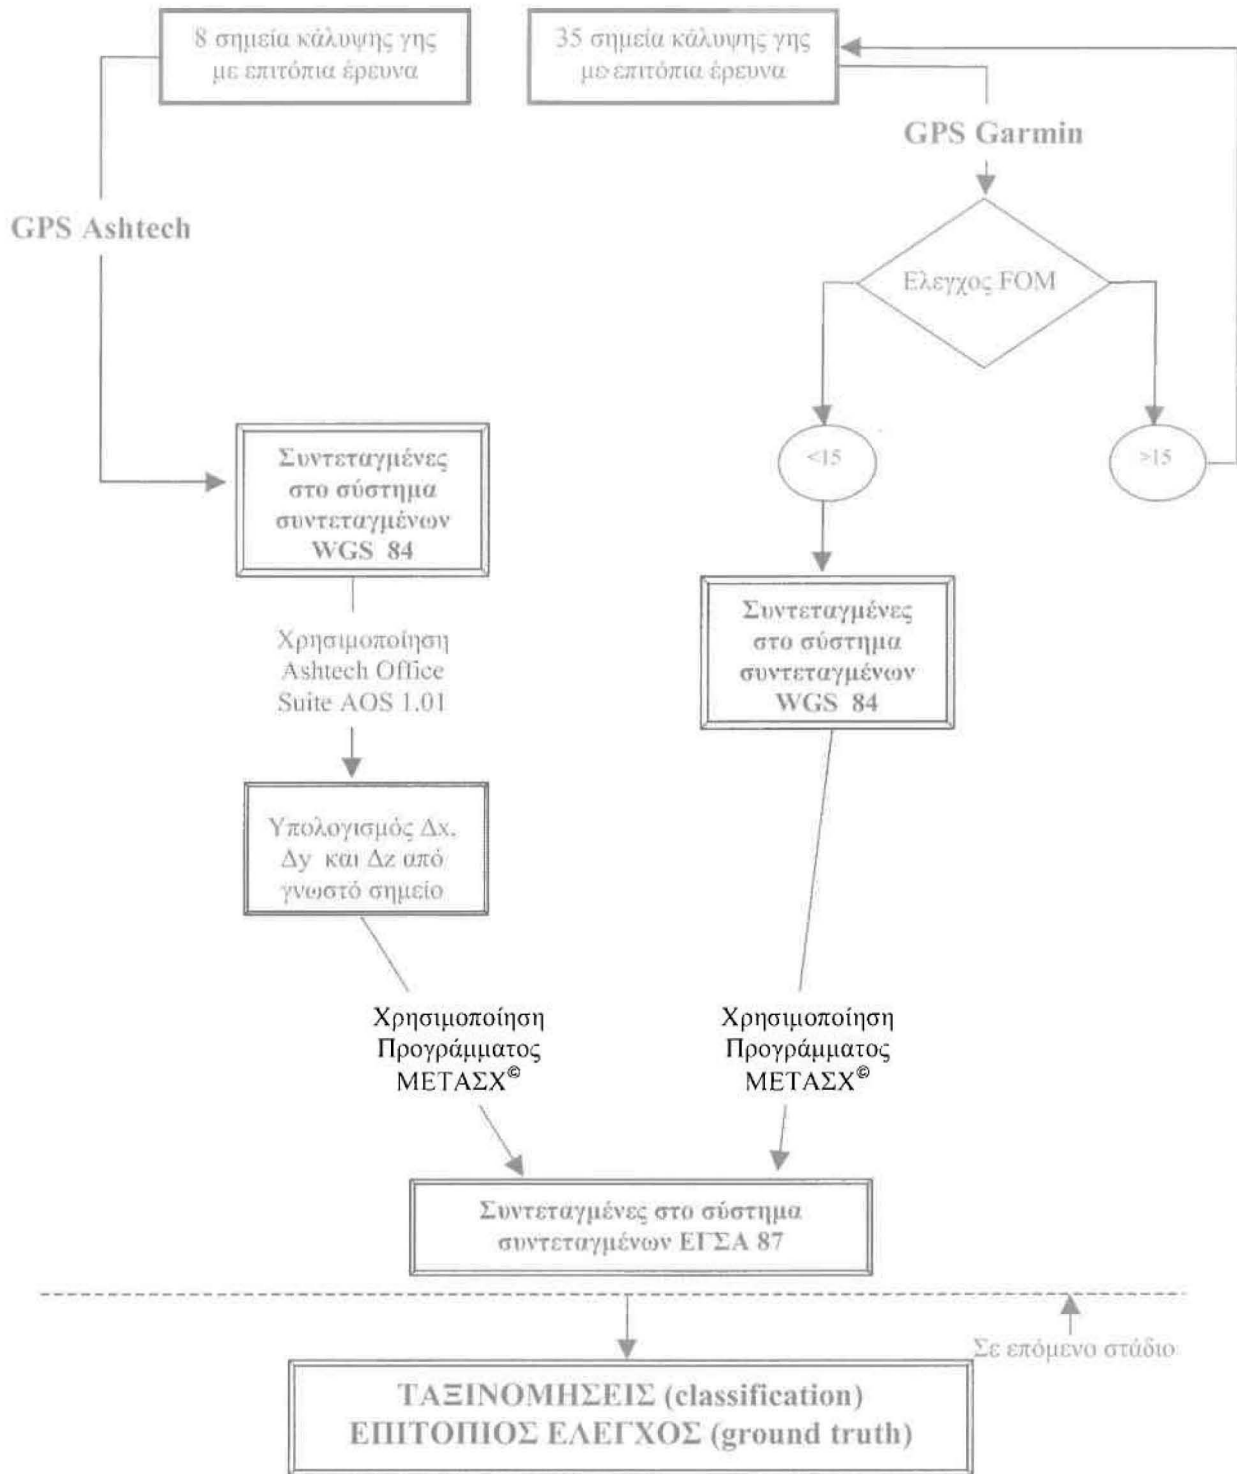 8 σημεία κάλυψης γης
με επιτόπια έρευνα
35 σημεία κάλυψης γης
με επιτόπια έρευνα
GPS Garmin
GPS Ashtech
Ελεγχος FOM
<15
>15
Συντεταγμένες
στο σύστημα
συντεταγμένων
WGS 84
Συντεταγμένες
στο σύστημα
συντεταγμένων
WGS 84
Χρησιμοποίηση
Ashtech Office
Suite AOS 1.01
Υπολογισμός Δx,
Δy και Δz από
γνωστό σημείο
Χρησιμοποίηση
Προγράμματος
ΜΕΤΑΣΧ©
Χρησιμοποίηση
Προγράμματος
ΜΕΤΑΣΧ©
Συντεταγμένες στο σύστημα
συντεταγμένων ΕΓΣΑ 87
Σε επόμενο στάδιο
ΤΑΞΙΝΟΜΗΣΕΙΣ (classification)
ΕΠΙΤΟΠΙΟΣ ΕΛΕΓΧΟΣ (ground truth)